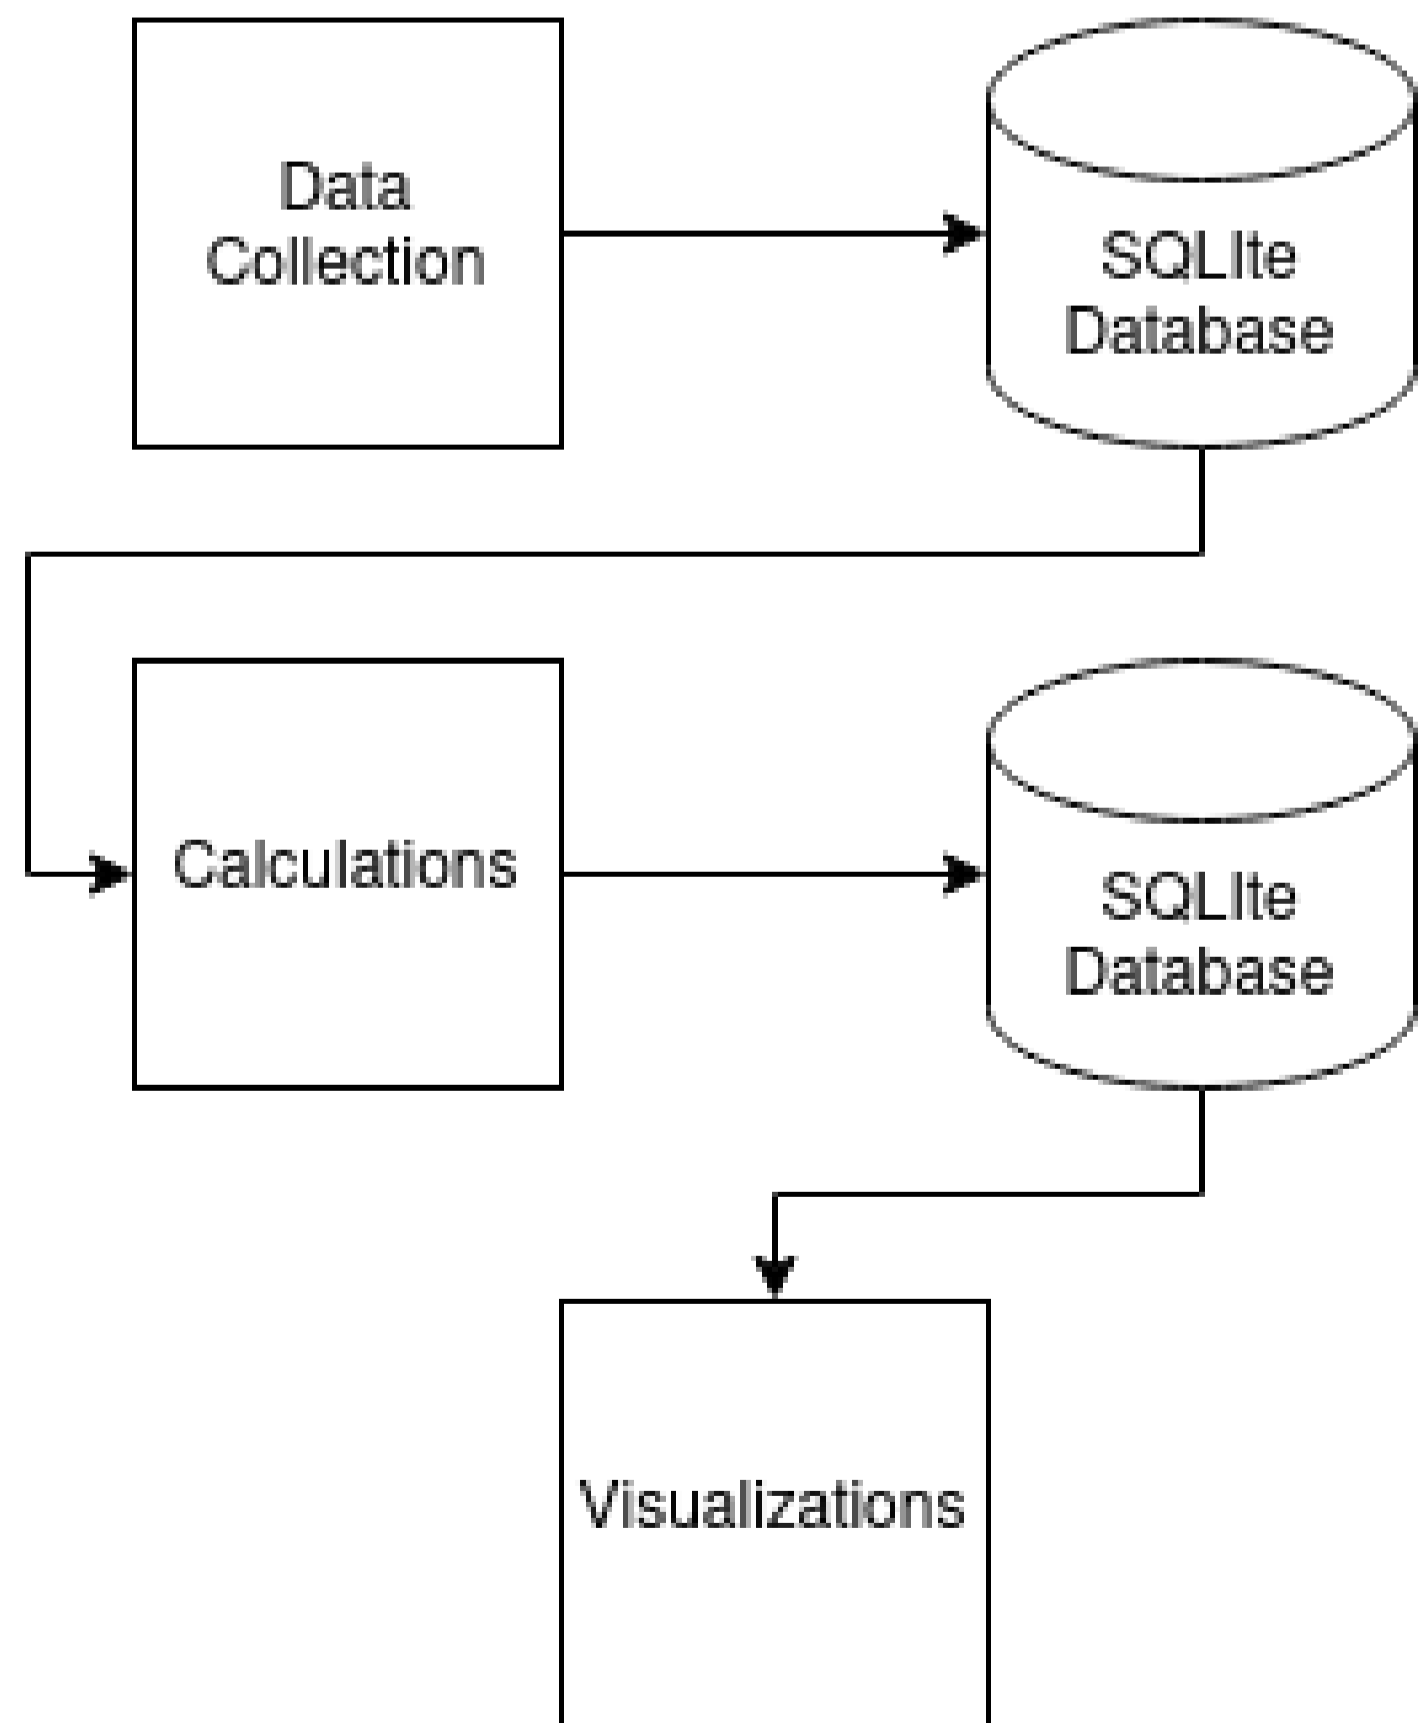 Data
Collection
SQLIte
Database
Calculations
SQLIte
Database
Visualizations